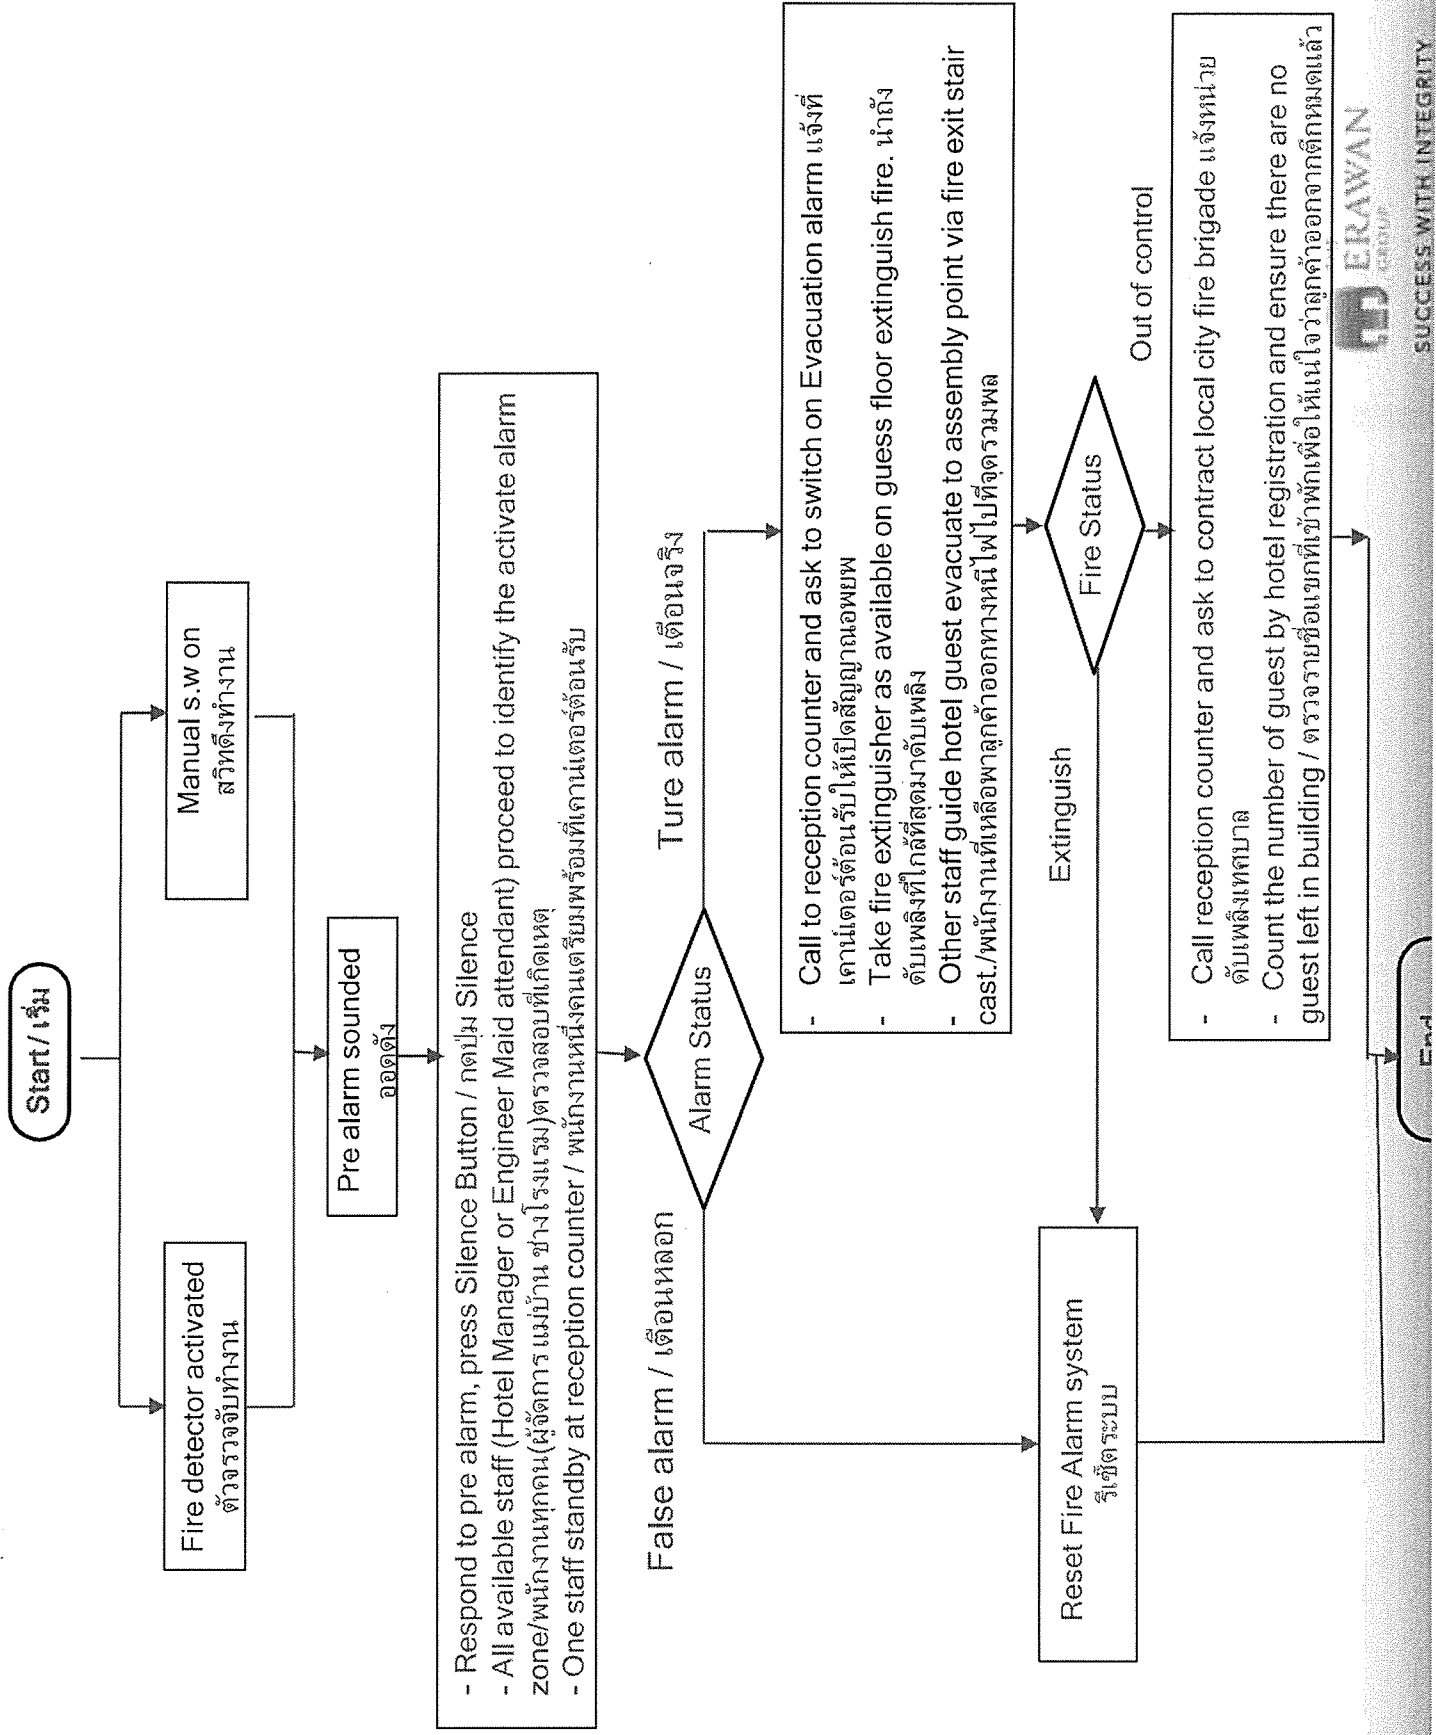 Start / เริ่ม
Fire detector activated
ตัวจรวจจับทำงาน
Manual s.w on
สวิทดึงทำงาน
Pre alarm sounded
ออดดัง
- Respond to pre alarm, press Silence Button / กดปุ่ม Silence
- All available staff (Hotel Manager or Engineer Maid attendant) proceed to identify the activate alarm
zone/พนักงานทุกคน(ผู้จัดการ แม่บ้าน ช่างโรงแรม)ตรวจสอบที่เกิดเหตุ
- One staff standby at reception counter / พนักงานหนึ่งคนเตรียมพร้อมที่เคาน์เตอร์ต้อนรับ
Alarm Status
False alarm / เตือนหลอก
Ture alarm / เตือนจริง
- Call to reception counter and ask to switch on Evacuation alarm แจ้งที่
เคาน์เตอร์ต้อนรับให้เปิดสัญญาณอพยพ
- Take fire extinguisher as available on guess floor extinguish fire. นำถัง
ดับเพลิงที่ใกล้ที่สุดมาดับเพลิง
- Other staff guide hotel guest evacuate to assembly point via fire exit stair
cast./พนักงานที่เหลือพาลูกค้าออกทางหนีไฟไปที่จุดรวมพล
Fire Status
Extinguish
Out of control
Reset Fire Alarm system
รีเซ็ตระบบ
- Call reception counter and ask to contract local city fire brigade แจ้งหน่วย
ดับเพลิงเทศบาล
- Count the number of guest by hotel registration and ensure there are no
guest left in building / ตรวจรายชื่อแขกที่เข้าพักเพื่อให้แน่ใจว่าลูกค้าออกจากตึกหมดแล้ว
End
ERAWAN
GROUP
SUCCESS WITH INTEGRITY